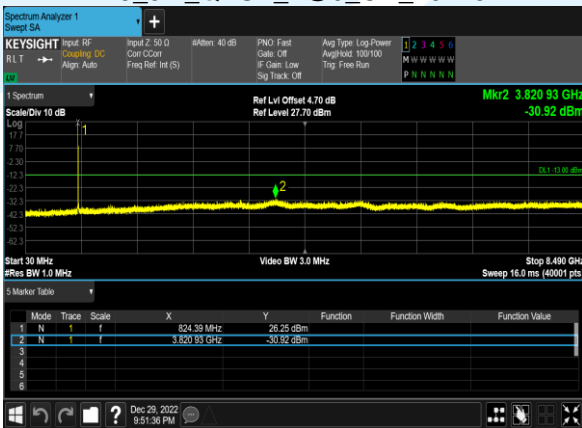 Spectrum Analyzer 1
Swept SA
+
KEYSIGHT
RLT
LW
Input: RF
Coupling: DC
Align: Auto
Input Z: 50 Ω
Corr CCorr
Freq Ref: Int (S)
#Atten: 40 dB
PNO: Fast
Gate: Off
IF Gain: Low
Sig Track: Off
Avg Type: Log-Power
Avg|Hold: 100/100
Trig: Free Run
1 2 3 4 5 6
M W W W W W
P N N N N N
1 Spectrum
Scale/Div 10 dB
Ref Lvl Offset 4.70 dB
Ref Level 27.70 dBm
Mkr2 3.820 93 GHz
-30.92 dBm
Log
17.7
7.70
-2.30
-12.3
-22.3
-32.3
-42.3
-52.3
-62.3
1
2
DL1 -13.00 dBm
Start 30 MHz
#Res BW 1.0 MHz
Video BW 3.0 MHz
Stop 8.490 GHz
Sweep 16.0 ms (40001 pts)
5 Marker Table
Mode Trace Scale X Y Function Function Width Function Value
1 N 1 f 824.39 MHz 26.25 dBm
2 N 1 f 3.820 93 GHz -30.92 dBm
3
4
5
6
?
Dec 29, 2022
9:51:36 PM